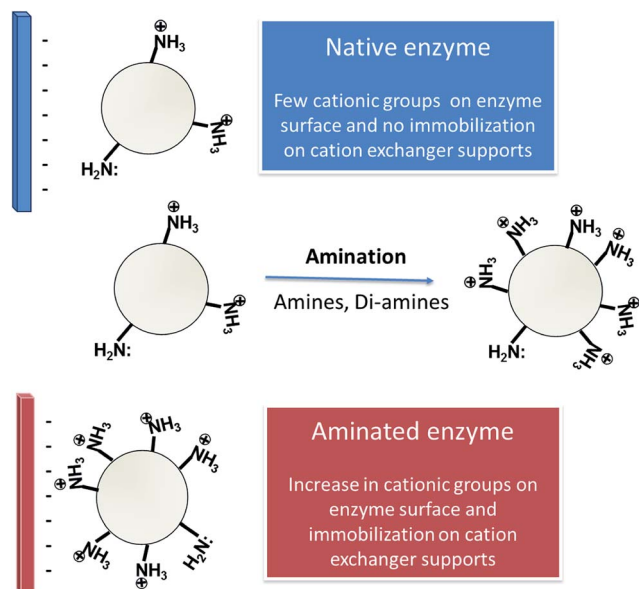 ⊕
NH3
Native enzyme
Few cationic groups on enzyme
surface and no immobilization
on cation exchanger supports
⊕
NH3
H2N:
-
-
-
-
-
-
-
⊕
NH3
⊕
NH3
H2N:
Amination
Amines, Di-amines
⊕
NH3
⊕
NH3
⊕
NH3
⊕
NH3
⊕
NH3
⊕
NH3
H2N:
-
-
-
-
-
-
-
-
-
⊕
NH3
⊕
NH3
⊕
NH3
⊕
NH3
⊕
NH3
⊕
NH3
H2N:
Aminated enzyme
Increase in cationic groups on
enzyme surface and
immobilization on cation
exchanger supports